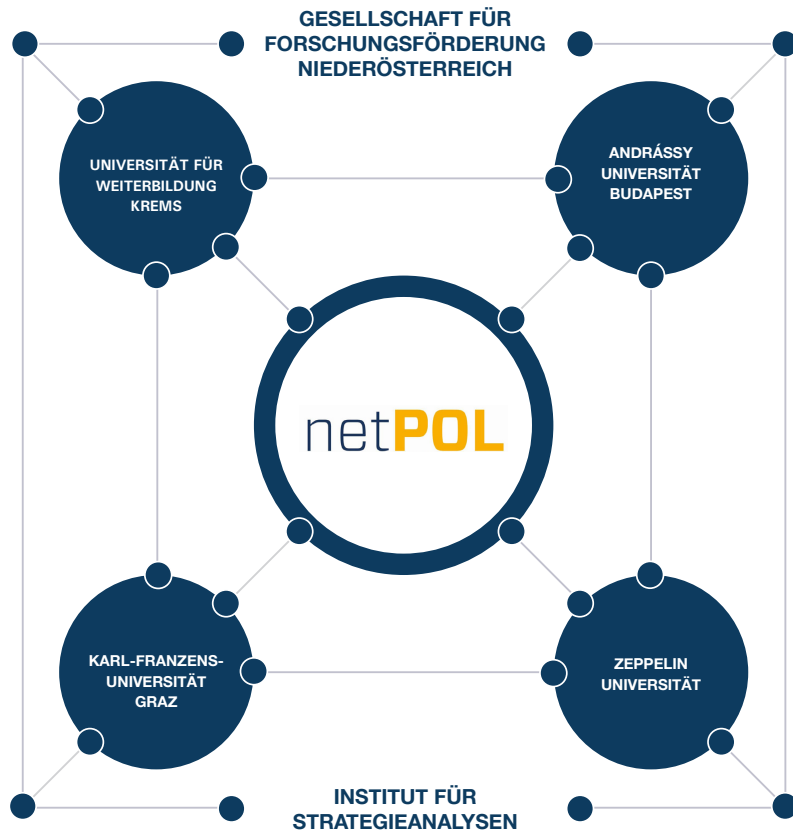 GESELLSCHAFT FÜR
FORSCHUNGSFÖRDERUNG
NIEDERÖSTERREICH
UNIVERSITÄT FÜR
WEITERBILDUNG
KREMS
ANDRÁSSY
UNIVERSITÄT
BUDAPEST
netPOL
KARL-FRANZENS-
UNIVERSITÄT
GRAZ
ZEPPELIN
UNIVERSITÄT
INSTITUT FÜR
STRATEGIEANALYSEN